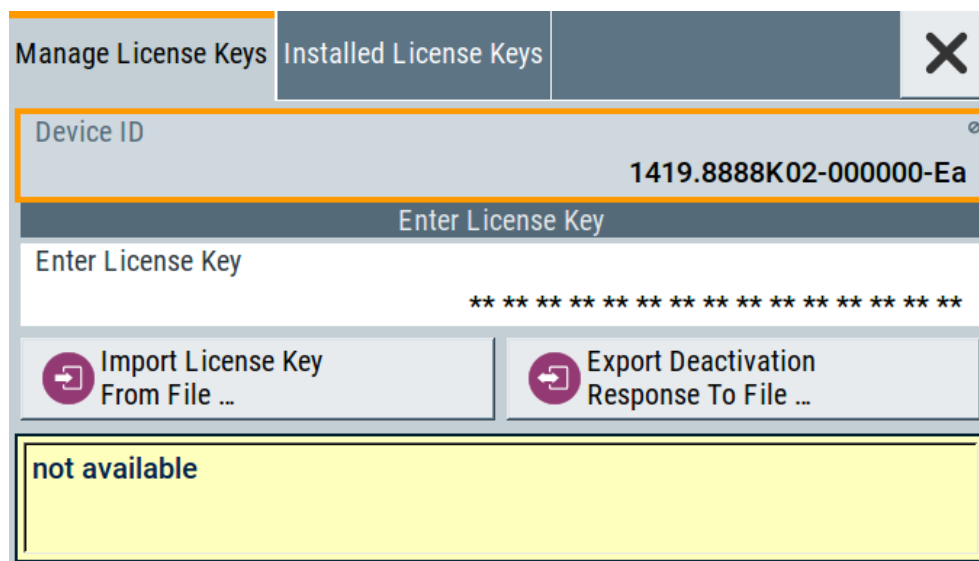 Manage License Keys Installed License Keys
Device ID
1419.8888K02-000000-Ea
Enter License Key
Enter License Key
** ** ** ** ** ** ** ** ** ** ** ** ** ** **
Import License Key
From File …
Export Deactivation
Response To File …
not available